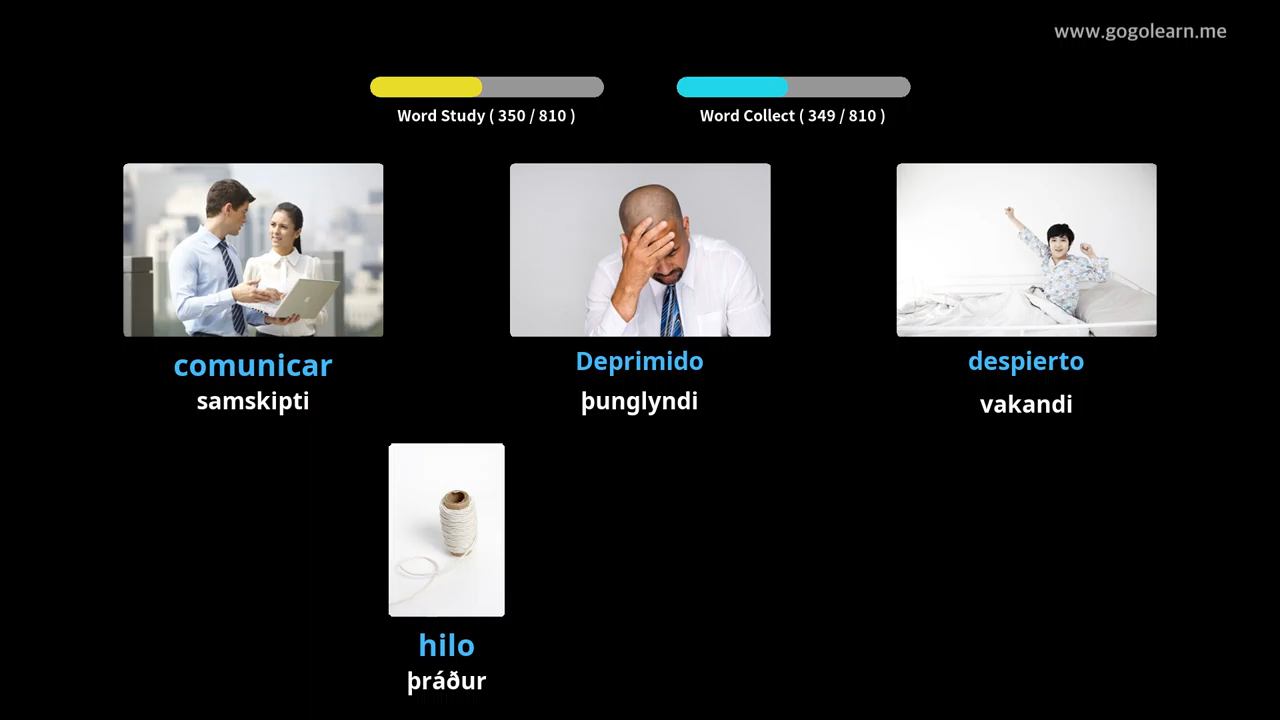 www.gogolearn.me
Word Study ( 350 / 810 )
Word Collect ( 349 / 810 )
comunicar
samskipti
Deprimido
þunglyndi
despierto
vakandi
hilo
þráður